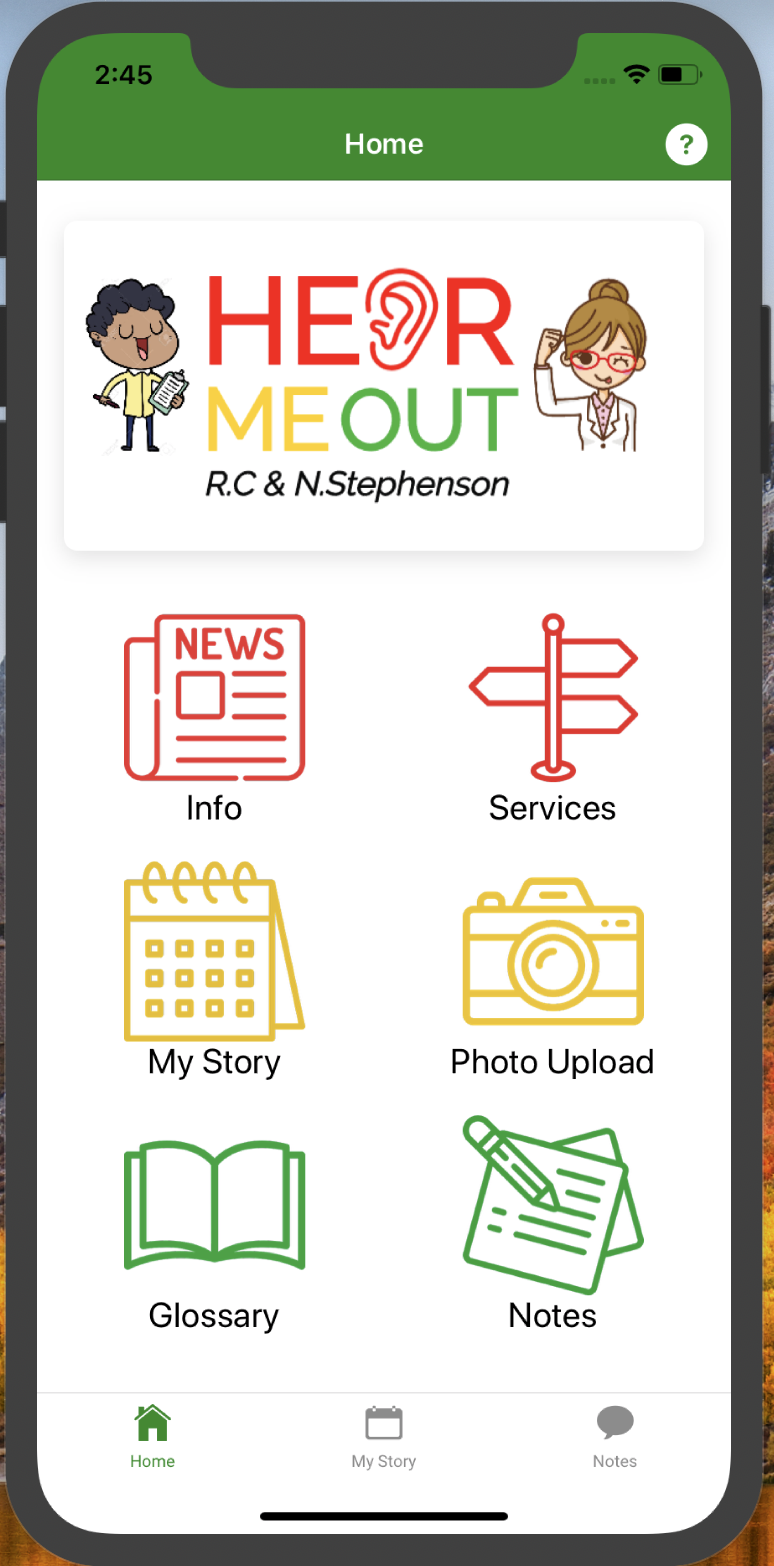 2:45
Home
?
HEAR
ME OUT
R.C & N.Stephenson
NEWS
Info
Services
My Story
Photo Upload
Glossary
Notes
Home
My Story
Notes